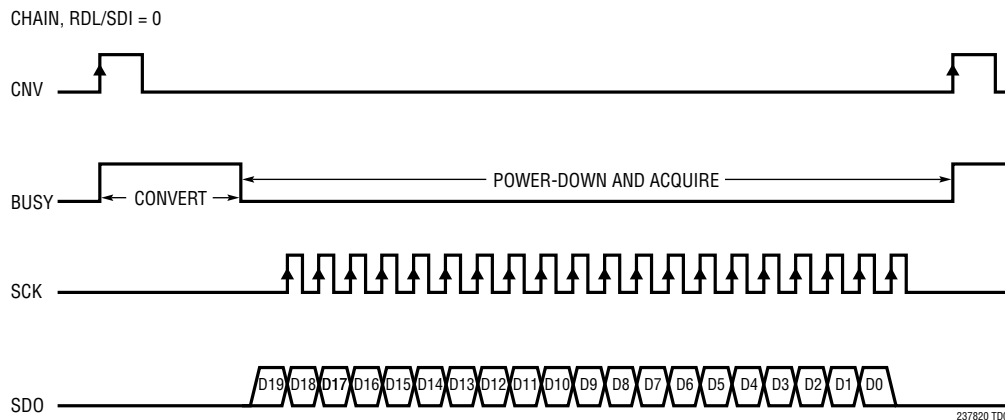 CHAIN, RDL/SDI = 0
CNV
BUSY
CONVERT
POWER-DOWN AND ACQUIRE
SCK
SDO
D19 D18 D17 D16 D15 D14 D13 D12 D11 D10 D9 D8 D7 D6 D5 D4 D3 D2 D1 D0